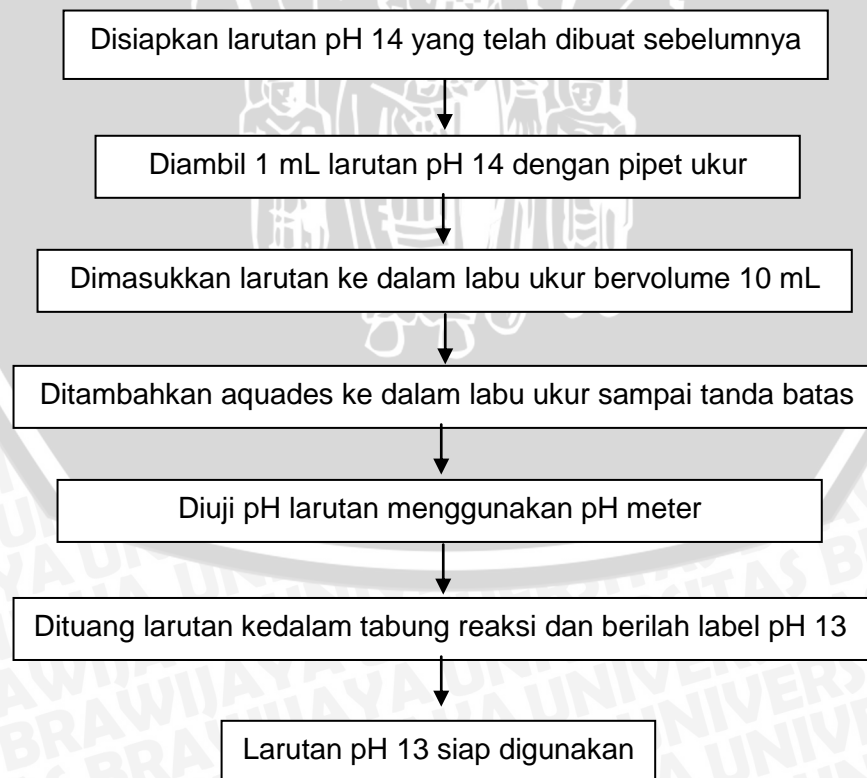 Disiapkan larutan pH 14 yang telah dibuat sebelumnya
Diambil 1 mL larutan pH 14 dengan pipet ukur
Dimasukkan larutan ke dalam labu ukur bervolume 10 mL
Ditambahkan aquades ke dalam labu ukur sampai tanda batas
Diuji pH larutan menggunakan pH meter
Dituang larutan kedalam tabung reaksi dan berilah label pH 13
Larutan pH 13 siap digunakan